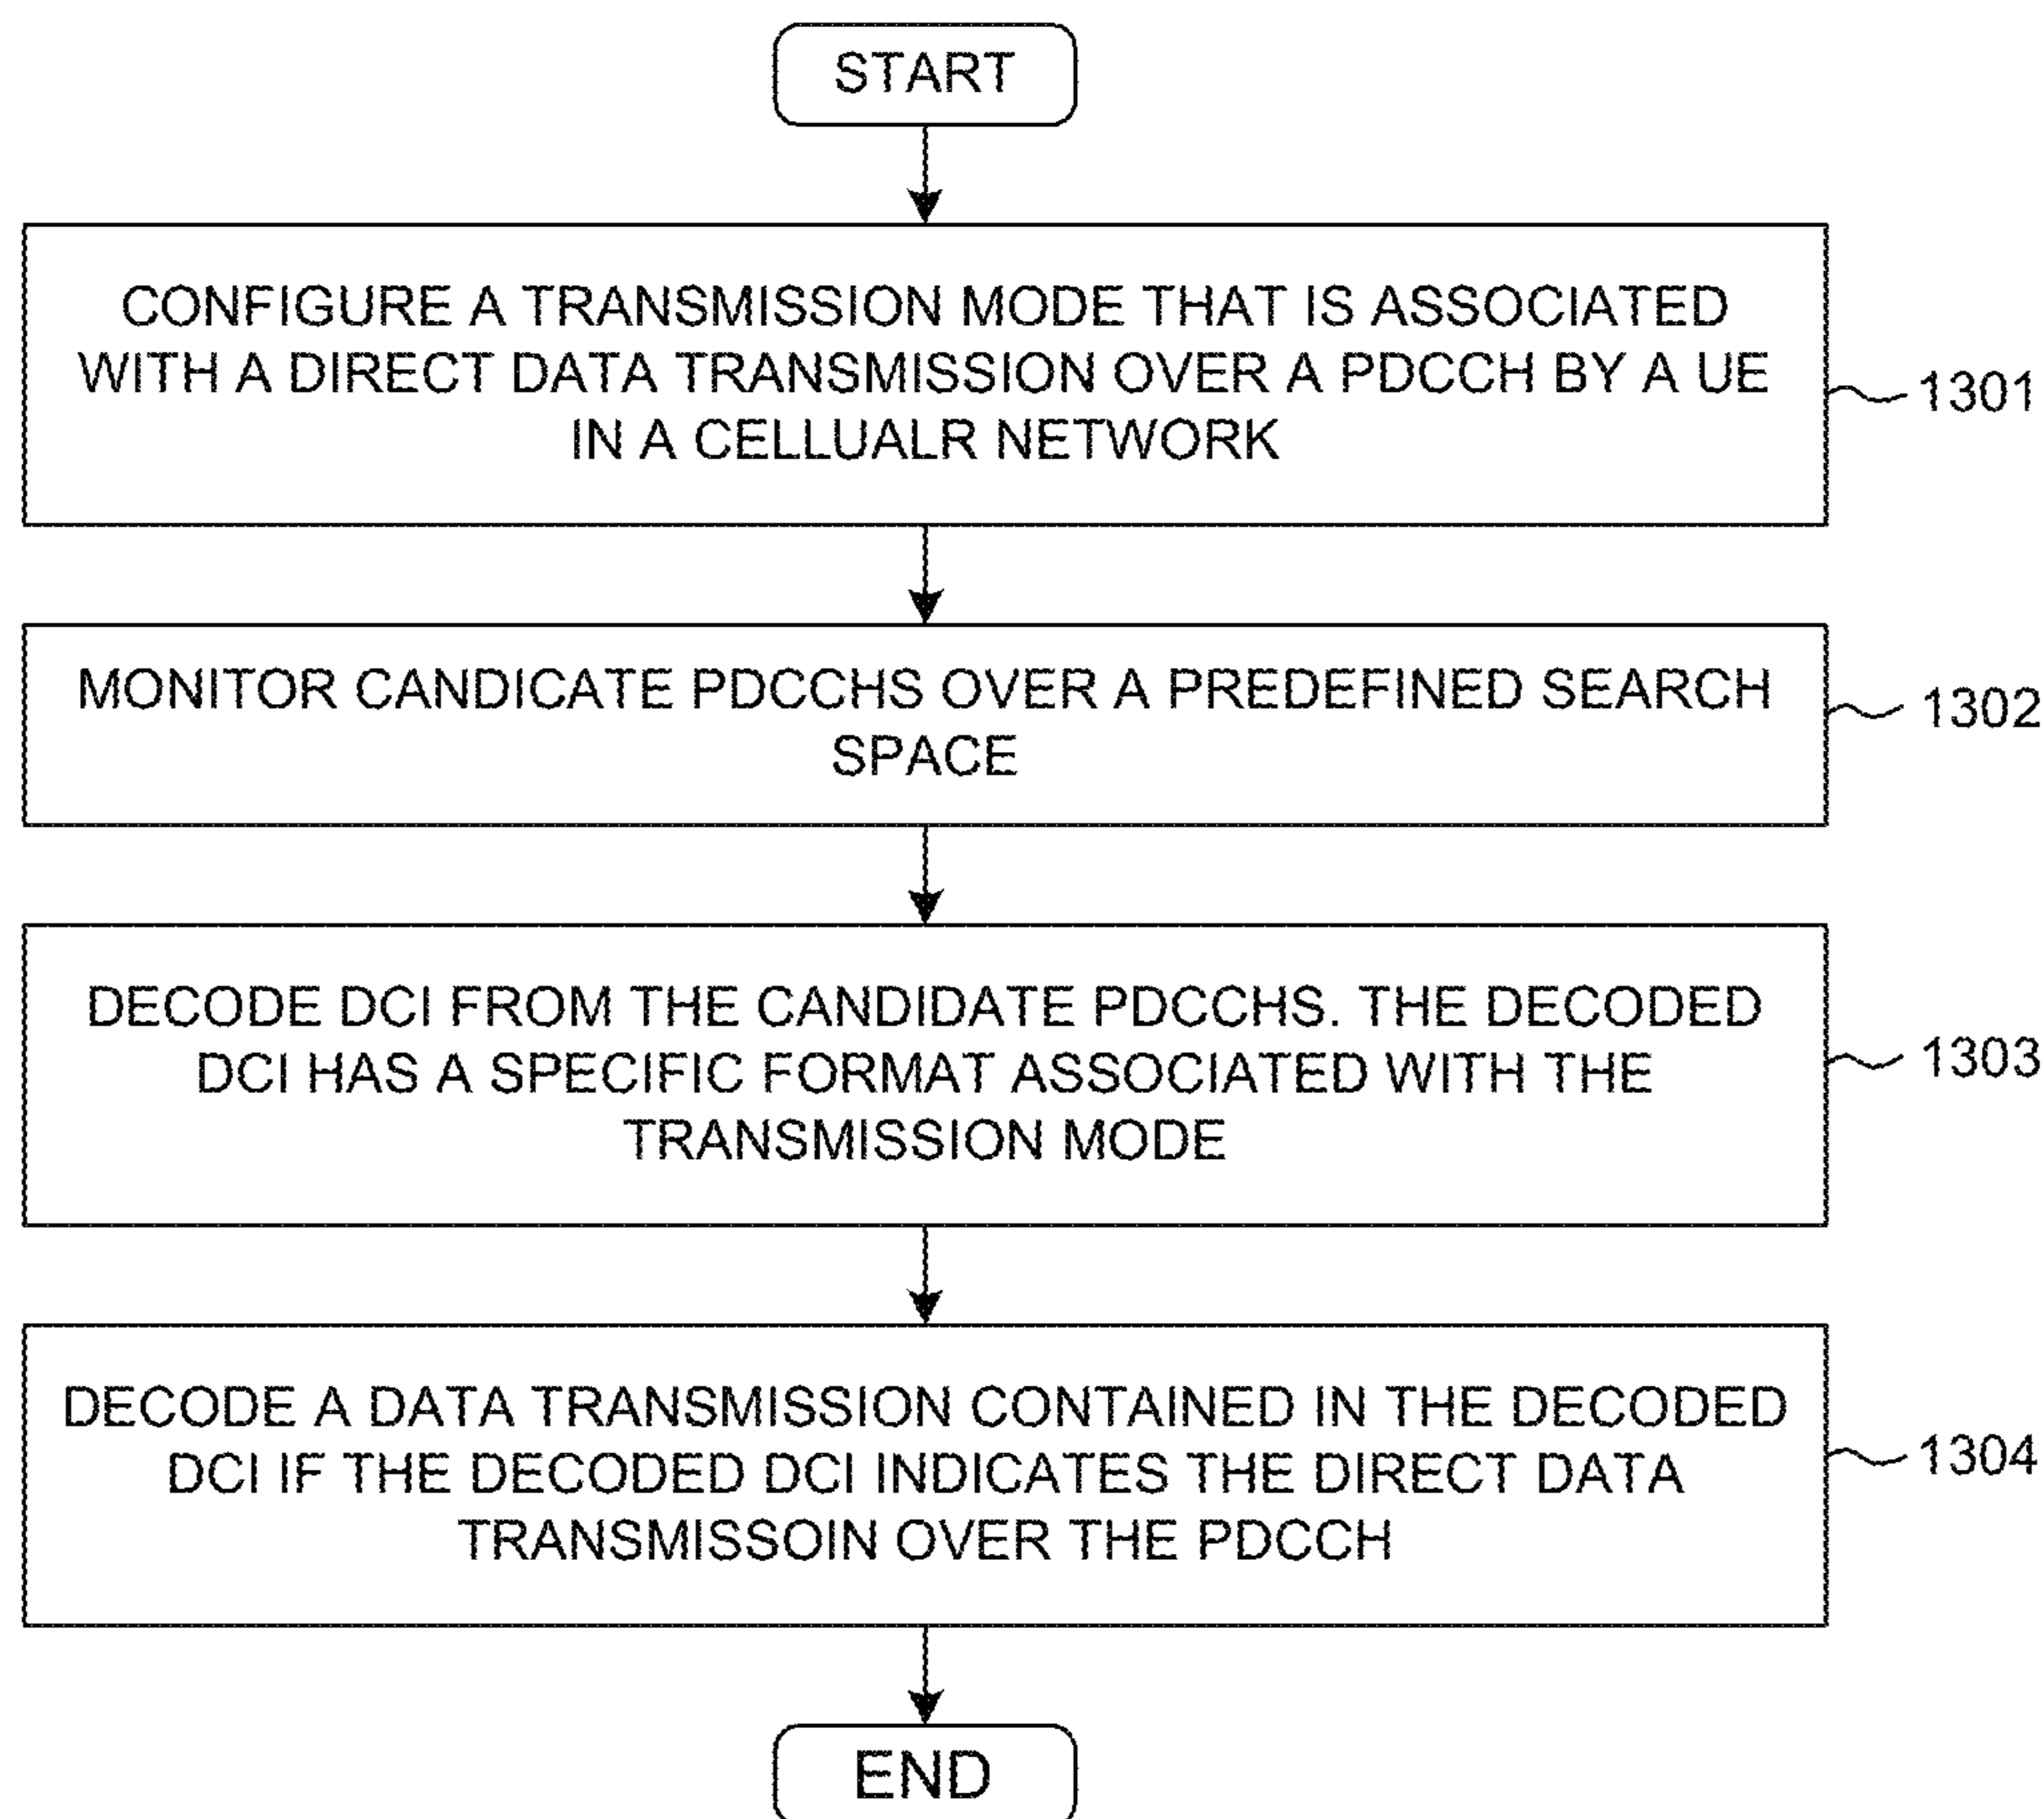 START
CONFIGURE A TRANSMISSION MODE THAT IS ASSOCIATED
WITH A DIRECT DATA TRANSMISSION OVER A PDCCH BY A UE
IN A CELLUALR NETWORK
1301
MONITOR CANDICATE PDCCHS OVER A PREDEFINED SEARCH
SPACE
1302
DECODE DCI FROM THE CANDIDATE PDCCHS. THE DECODED
DCI HAS A SPECIFIC FORMAT ASSOCIATED WITH THE
TRANSMISSION MODE
1303
DECODE A DATA TRANSMISSION CONTAINED IN THE DECODED
DCI IF THE DECODED DCI INDICATES THE DIRECT DATA
TRANSMISSOIN OVER THE PDCCH
1304
END